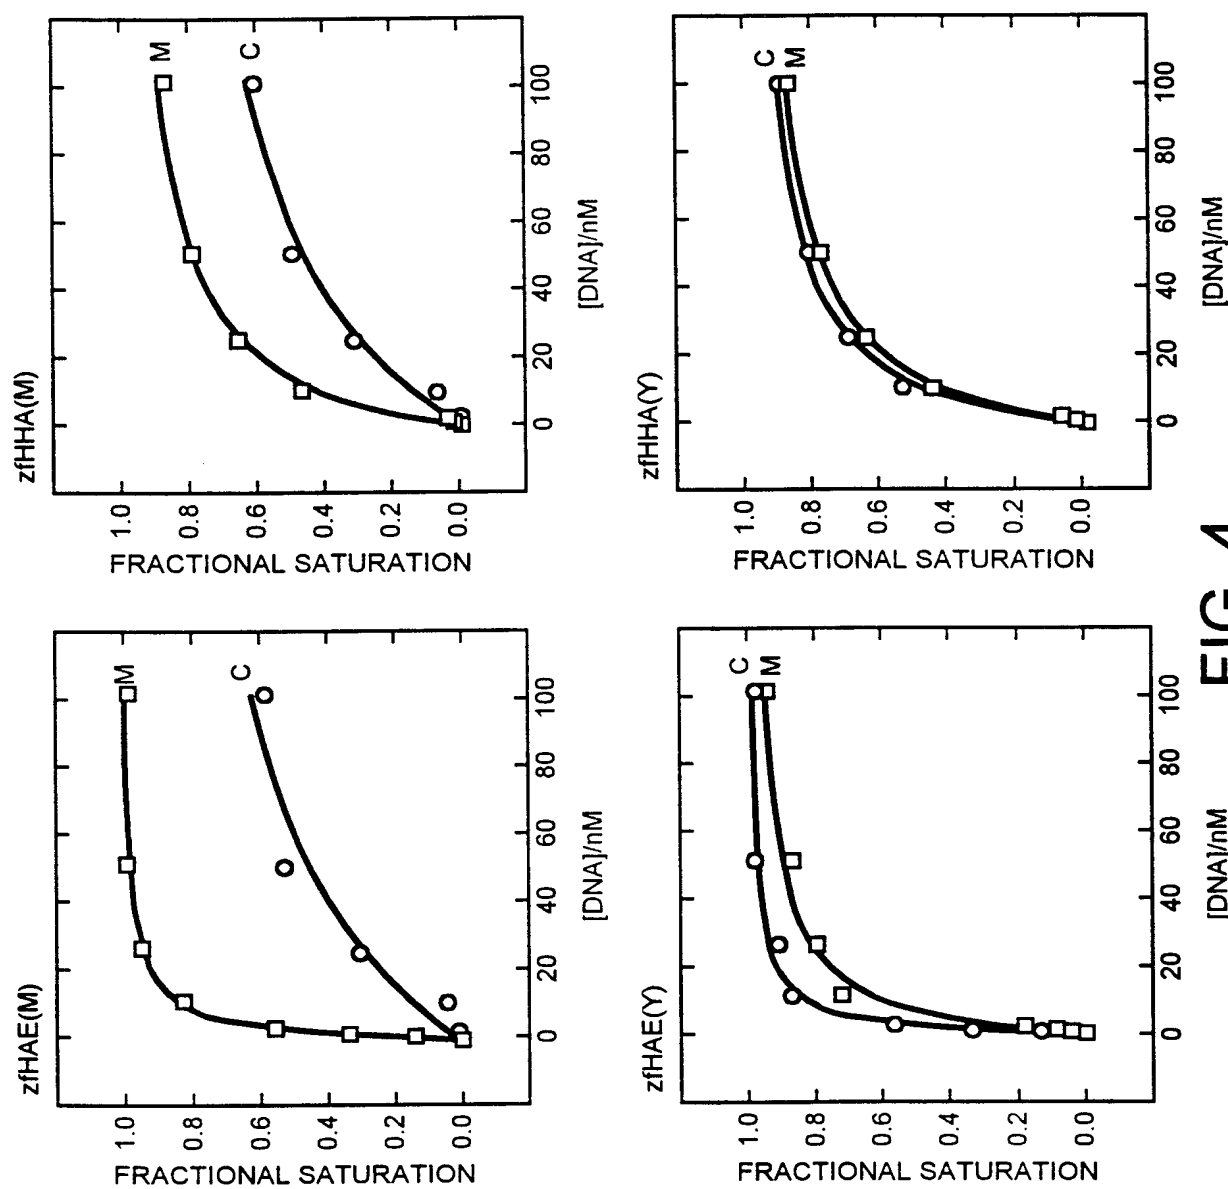 zfHAE(M)
FRACTIONAL SATURATION
1.0
0.8
0.6
0.4
0.2
0.0
M
C
0
20
40
60
80
100
[DNA]/nM
zfHHA(M)
FRACTIONAL SATURATION
1.0
0.8
0.6
0.4
0.2
0.0
M
C
0
20
40
60
80
100
[DNA]/nM
zfHAE(Y)
FRACTIONAL SATURATION
1.0
0.8
0.6
0.4
0.2
0.0
C
M
0
20
40
60
80
100
[DNA]/nM
zfHHA(Y)
FRACTIONAL SATURATION
1.0
0.8
0.6
0.4
0.2
0.0
C
M
0
20
40
60
80
100
[DNA]/nM
FIG. 4